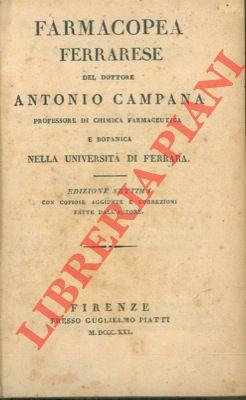 FARMACOPEA
FERRARESE
DEL DOTTORE
ANTONIO CAMPANA
PROFESSORE DI CHIMICA FARMACEUTICA
E BOTANICA
NELLA UNIVERSITÀ DI FERRARA.
EDIZIONE SETTIMA
CON COPIOSE AGGIUNTE E CORREZIONI
FATTE DALL'AUTORE.
FIRENZE
PRESSO GUGLIELMO PIATTI
M. DCCC. XXI.
LIBRERIA PIANI